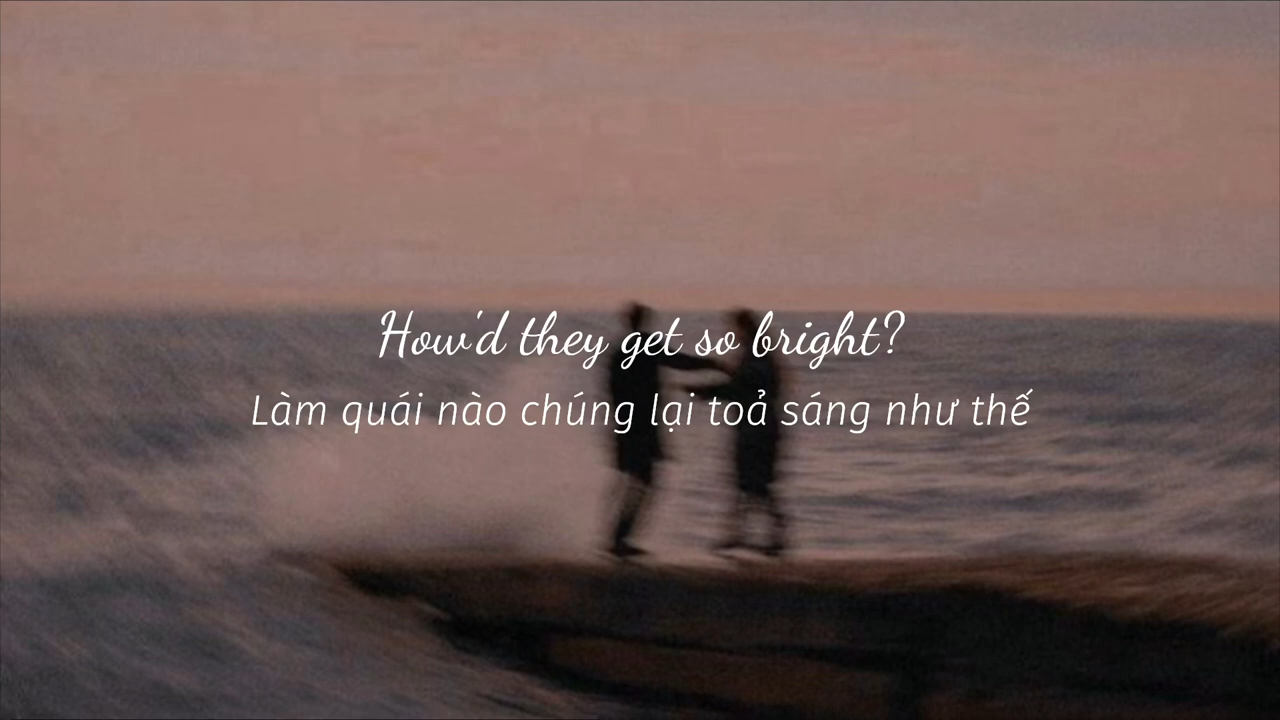 How'd they get so bright?
Làm quái nào chúng lại toả sáng như thế